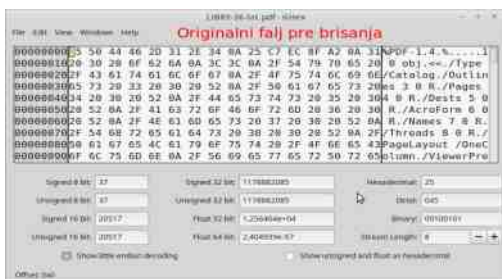 LIBRE-26-Srl.pdf - GHex
File Edit View Windows Help
Originalni falj pre brisanja
00000000 25 50 44 46 2D 31 2E 34 0A 25 C7 EC 8F A2 0A 31 %PDF-1.4.%.....1
00000010 20 30 20 6F 62 6A 0A 3C 3C 0A 2F 54 79 70 65 20 0 obj.<<./Type
00000020 2F 43 61 74 61 6C 6F 67 0A 2F 4F 75 74 6C 69 6E /Catalog./Outlin
00000030 65 73 20 33 20 30 20 52 0A 2F 50 61 67 65 73 20 es 3 0 R./Pages
00000040 34 20 30 20 52 0A 2F 44 65 73 74 73 20 35 20 30 4 0 R./Dests 5 0
00000050 20 52 0A 2F 41 63 72 6F 46 6F 72 6D 20 36 20 30 R./AcroForm 6 0
00000060 20 52 0A 2F 4E 61 6D 65 73 20 37 20 30 20 52 0A R./Names 7 0 R.
00000070 2F 54 68 72 65 61 64 73 20 38 20 30 20 52 0A 2F /Threads 8 0 R./
00000080 50 61 67 65 4C 61 79 6F 75 74 20 2F 4F 6E 65 43 PageLayout /OneC
00000090 6F 6C 75 6D 6E 0A 2F 56 69 65 77 65 72 50 72 65 olumn./ViewerPre
Signed 8 bit: 37 Signed 32 bit: 1178882085 Hexadecimal: 25
Unsigned 8 bit: 37 Unsigned 32 bit: 1178882085 Octal: 045
Signed 16 bit: 20517 Float 32 bit: 1,256404e+04 Binary: 00100101
Unsigned 16 bit: 20517 Float 64 bit: Stream Length: 8 - +
Show little endian decoding Show unsigned and float as hexadecimal
Offset: 0x0